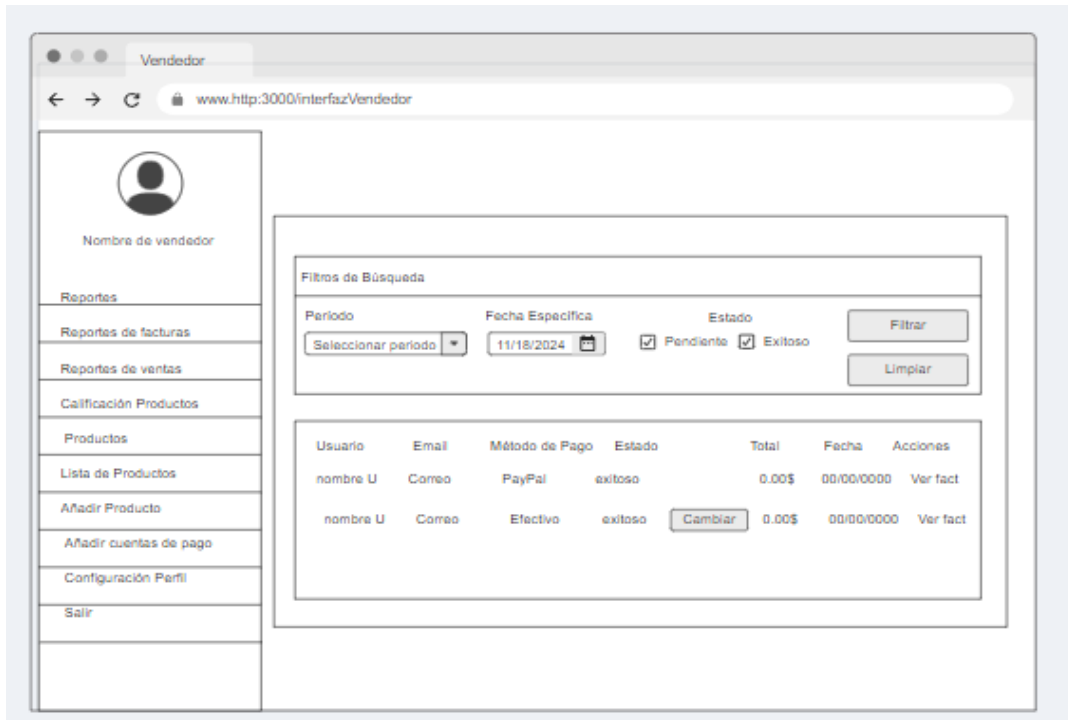 Vendedor
www.http:3000/interfazVendedor
Nombre de vendedor
Reportes
Reportes de facturas
Reportes de ventas
Calificación Productos
Productos
Lista de Productos
Añadir Producto
Añadir cuentas de pago
Configuración Perfil
Salir
Filtros de Búsqueda
Período Fecha Específica Estado
Seleccionar periodo 11/18/2024 Pendiente Exitoso
Filtrar
Limpiar
Usuario Email Método de Pago Estado Total Fecha Acciones
nombre U Correo PayPal exitoso 0.00$ 00/00/0000 Ver fact
nombre U Correo Efectivo exitoso Cambiar 0.00$ 00/00/0000 Ver fact